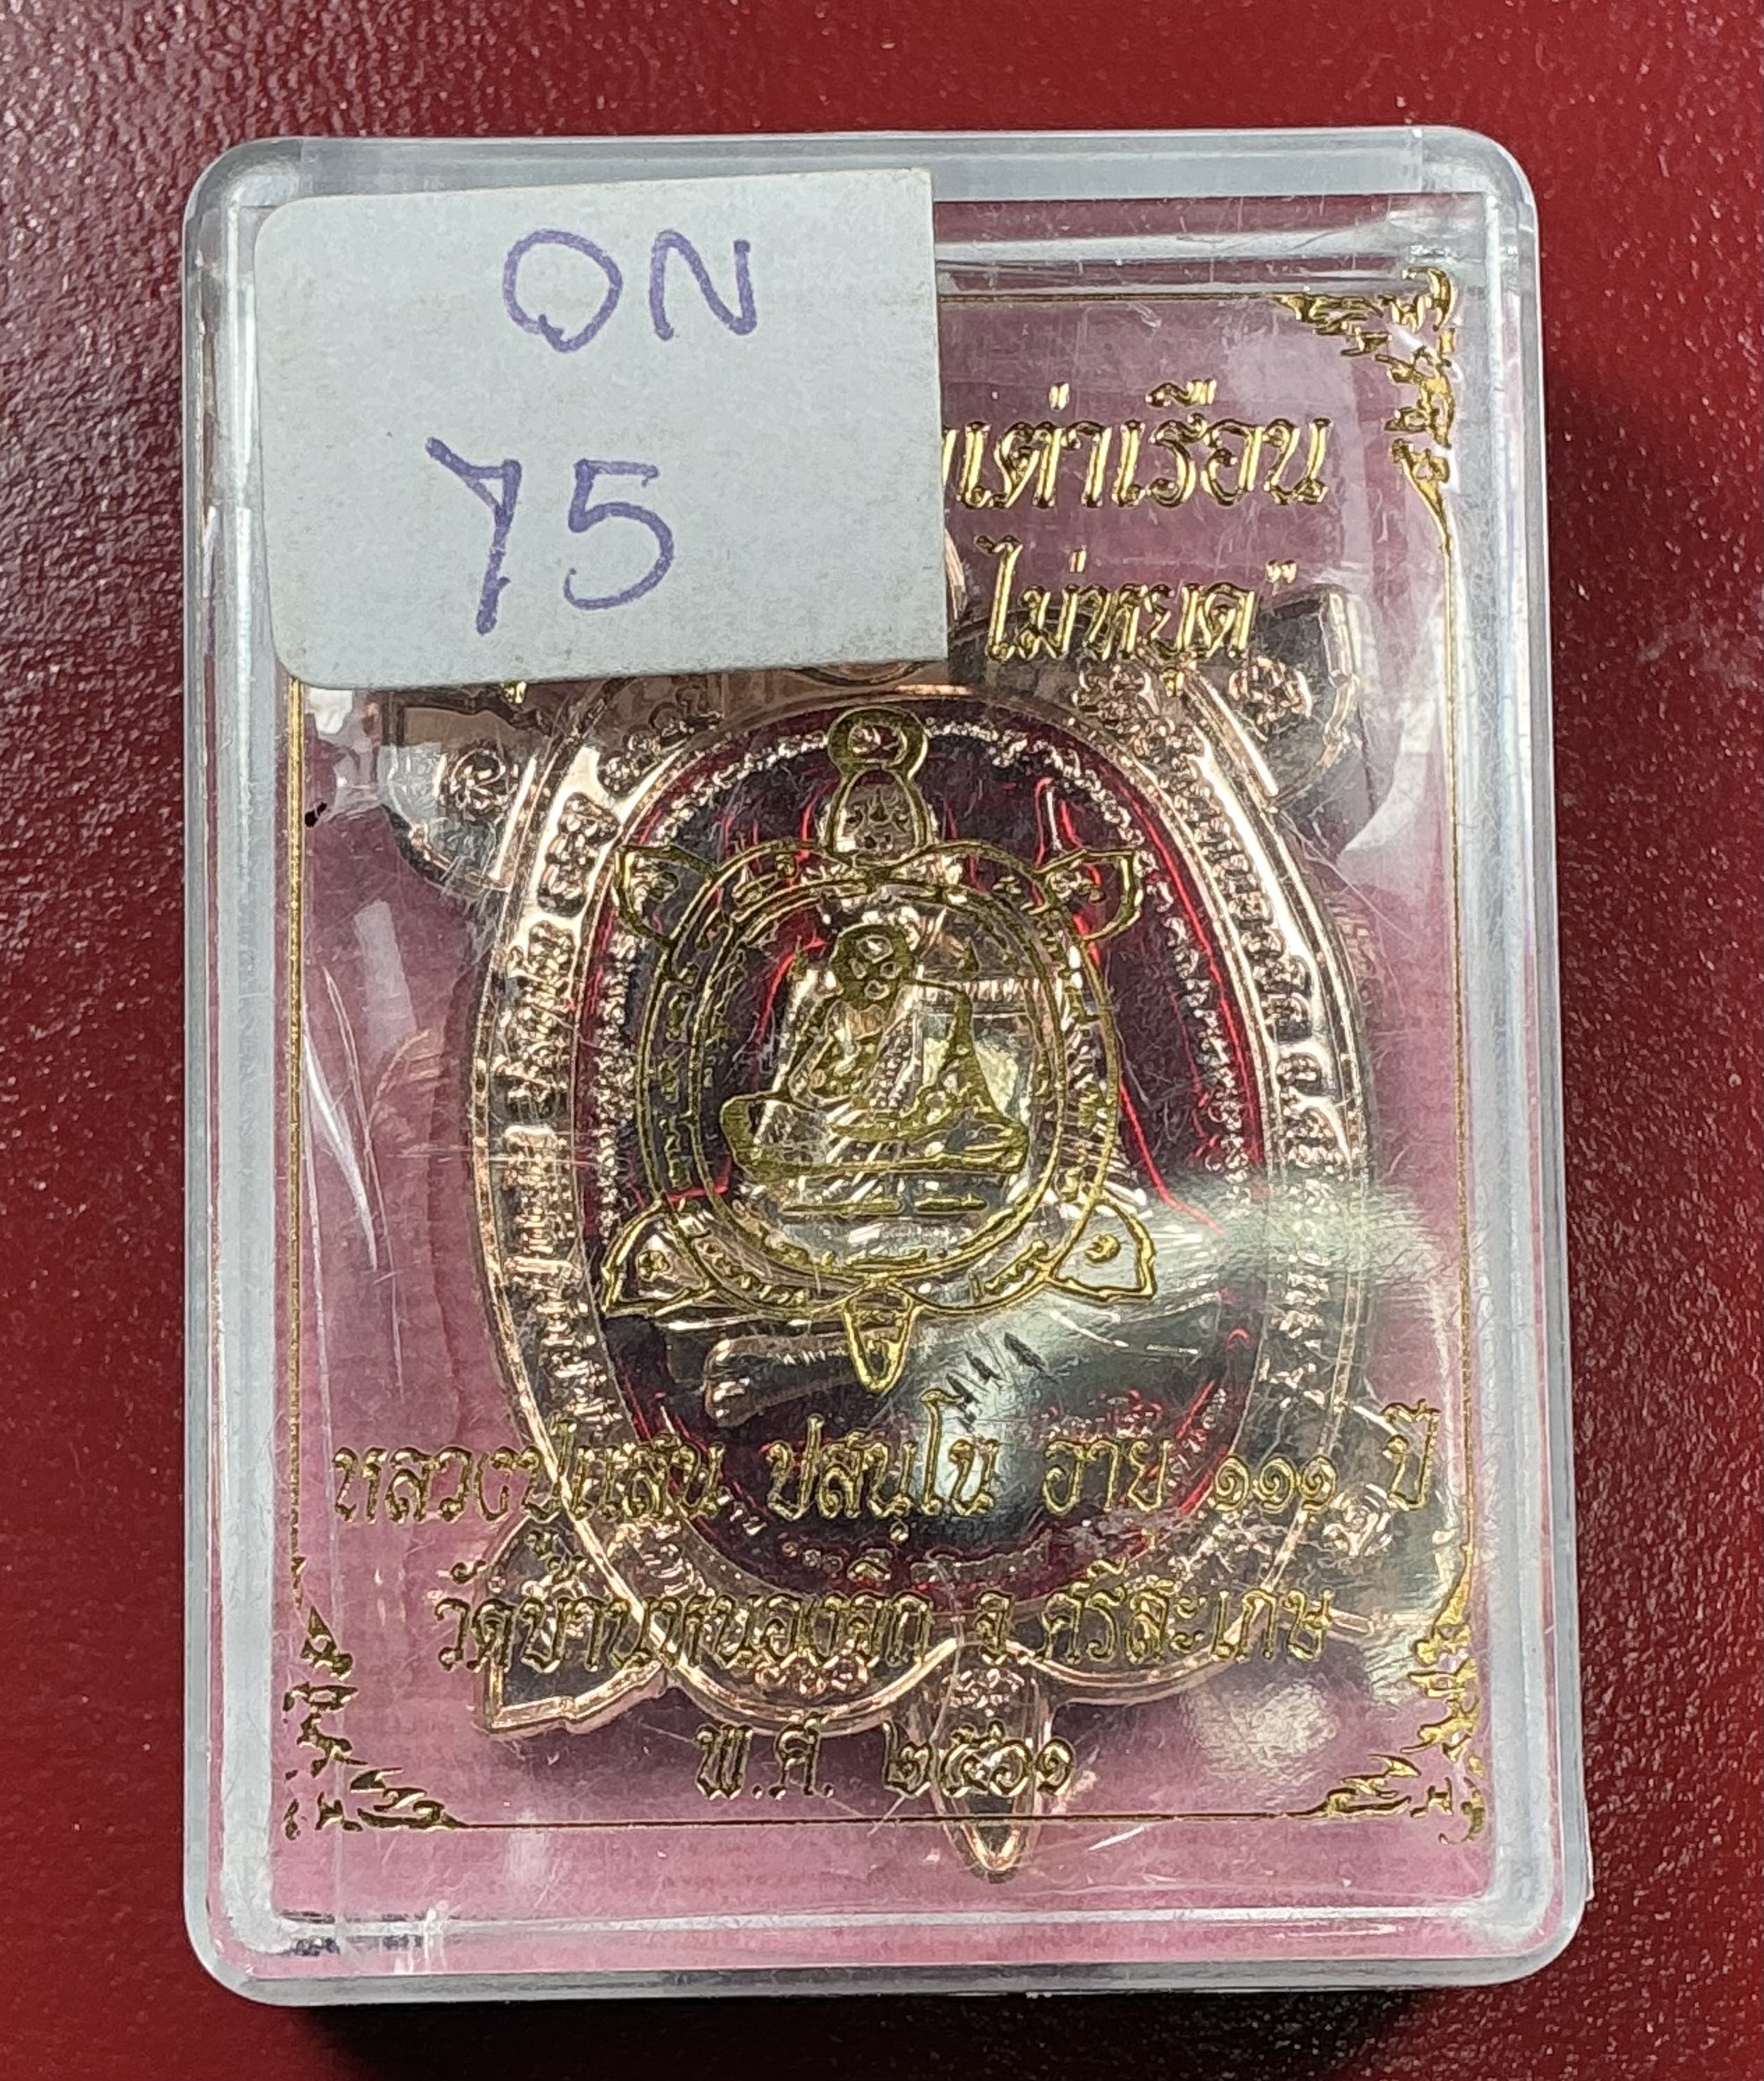 ON
75
เต่าเรือน
ไม่หยุด"
หลวงปู่แสน ปสนฺโน อายุ ๑๑๑ ปี
วัดบ้านหนองจิก จ.ศรีสะเกษ
พ.ศ. ๒๕๖๑